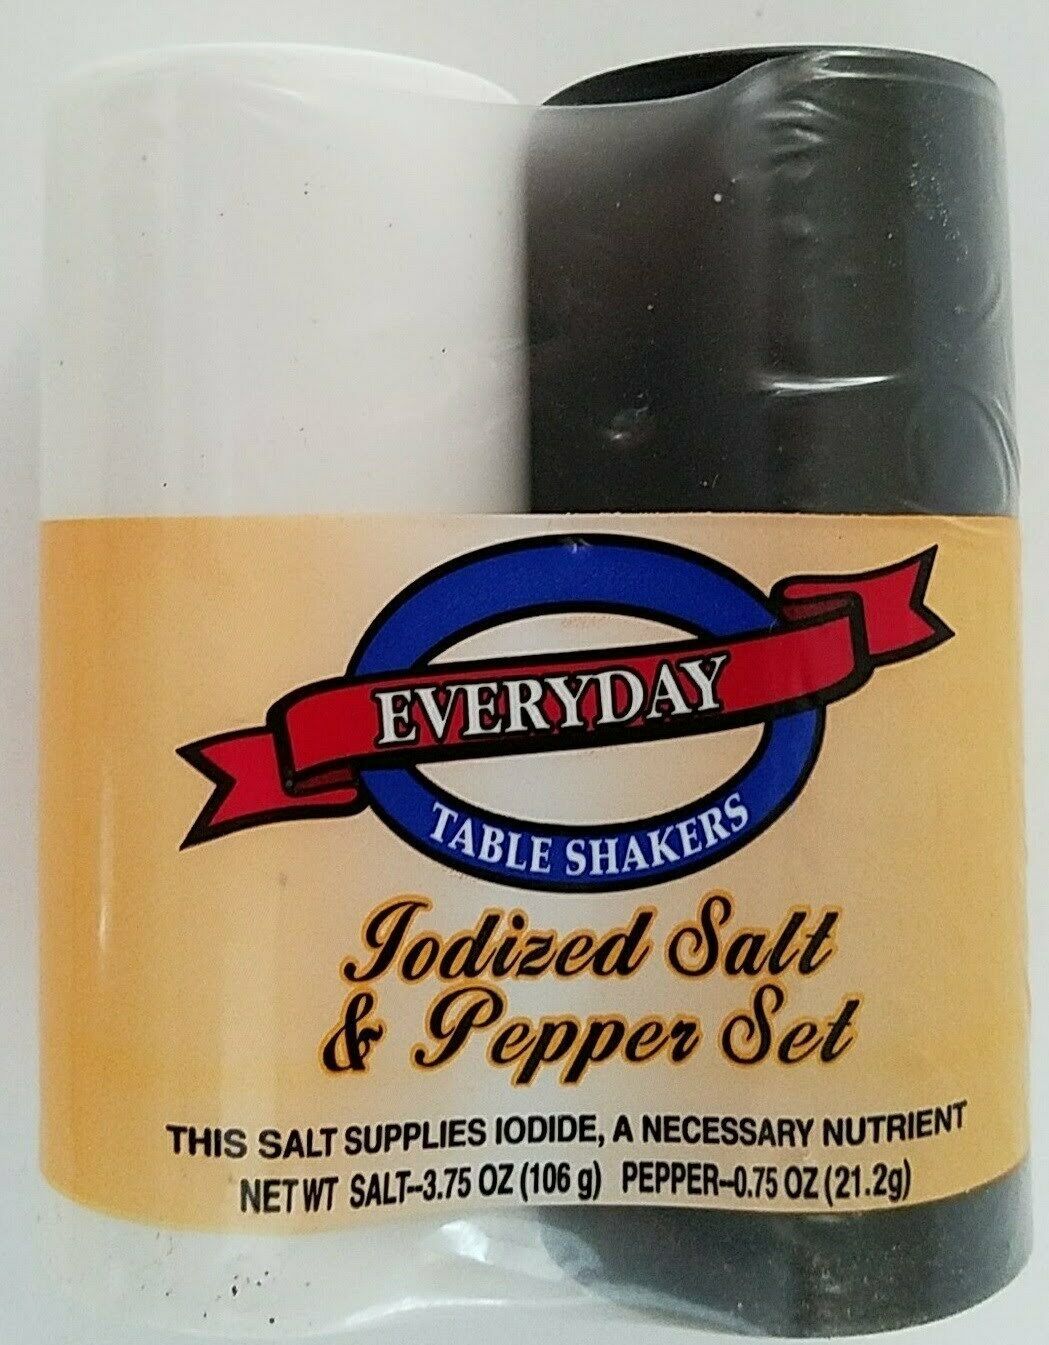 EVERYDAY
TABLE SHAKERS
Iodized Salt
& Pepper Set
THIS SALT SUPPLIES IODIDE, A NECESSARY NUTRIENT
NET WT SALT--3.75 OZ (106 g) PEPPER--0.75 OZ (21.2g)